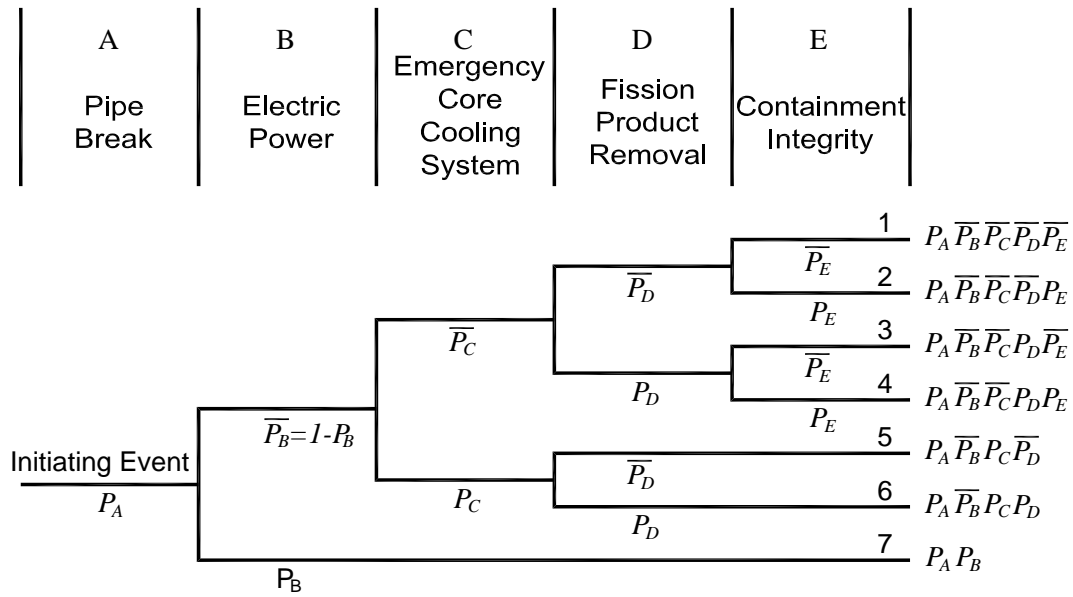 A
B
C
D
E
Pipe
Break
Electric
Power
Emergency
Core
Cooling
System
Fission
Product
Removal
Containment
Integrity
1
P_A P̅_B̅ P̅_C̅ P̅_D̅ P̅_E̅
P̅_E̅
P̅_D̅
2
P_A P̅_B̅ P̅_C̅ P̅_D̅ P_E
P_E
P̅_C̅
3
P_A P̅_B̅ P̅_C̅ P_D P̅_E̅
P̅_E̅
P_D
4
P_A P̅_B̅ P̅_C̅ P_D P_E
P_E
P̅_B̅=1-P_B
5
P_A P̅_B̅ P_C P̅_D̅
Initiating Event
P_A
P_C
P̅_D̅
6
P_A P̅_B̅ P_C P_D
P_D
7
P_A P_B
P_B